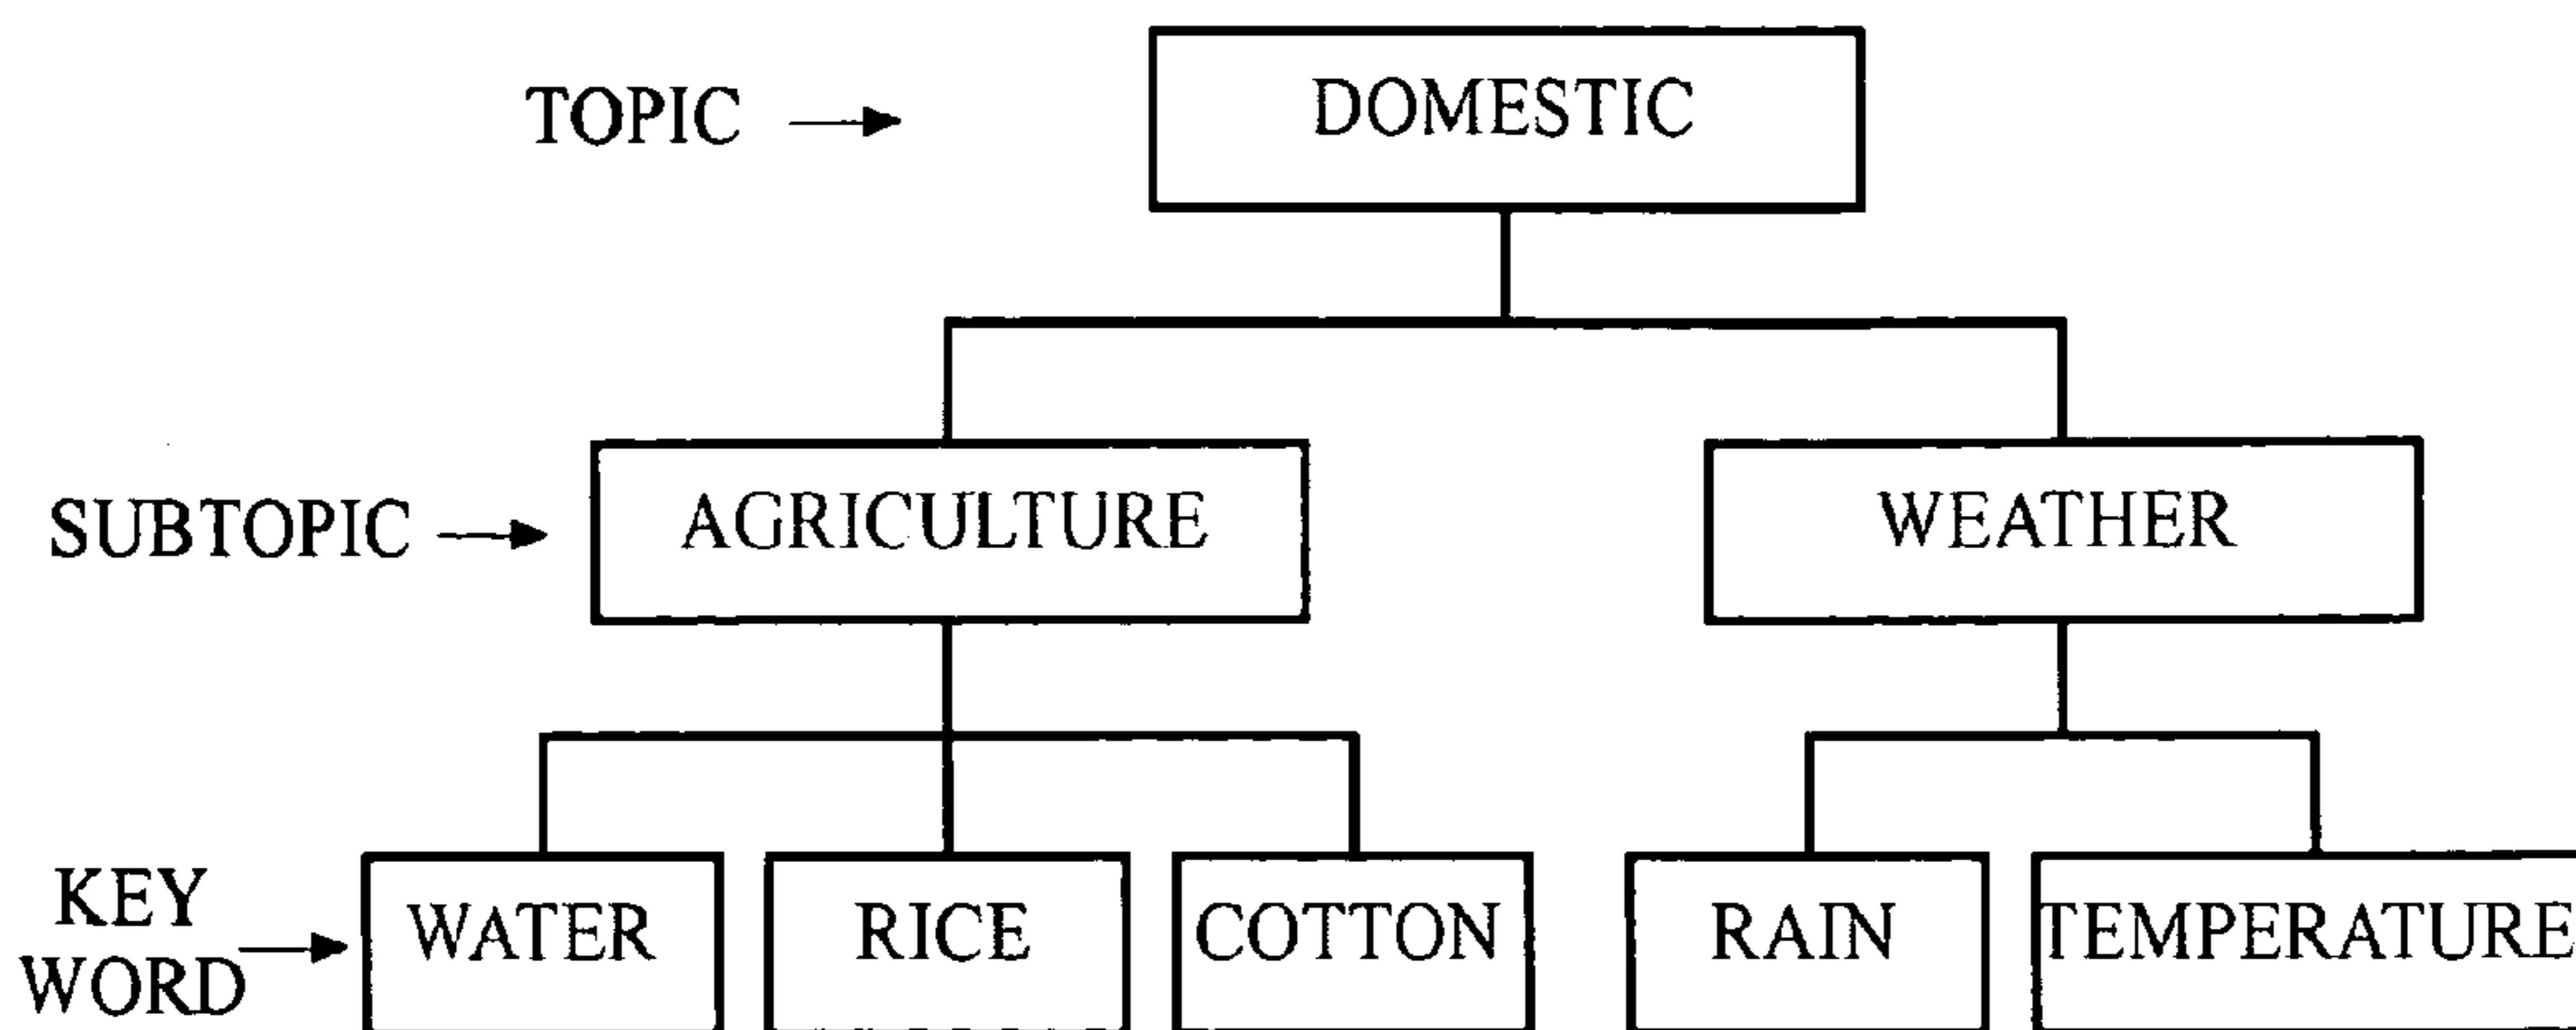 TOPIC
DOMESTIC
SUBTOPIC
AGRICULTURE
WEATHER
KEY
WORD
WATER
RICE
COTTON
RAIN
TEMPERATURE